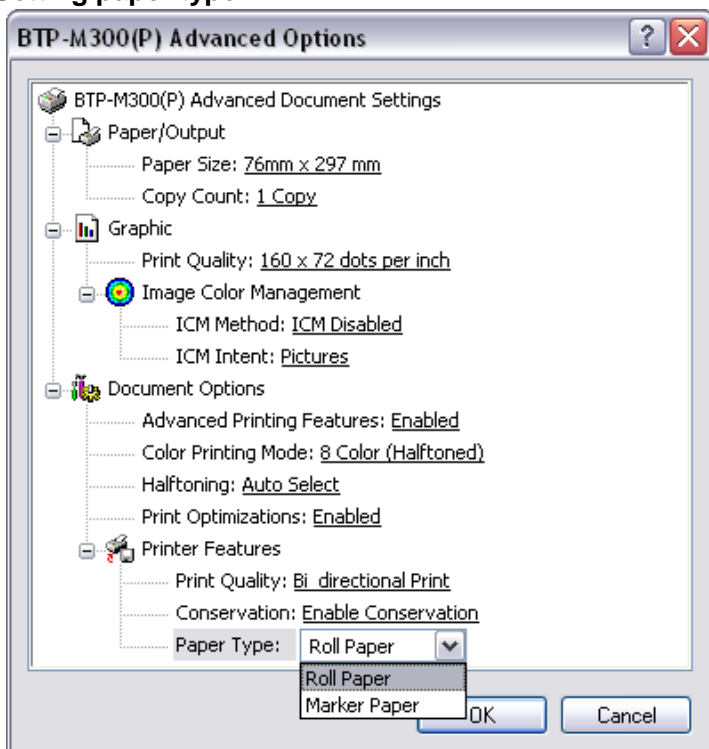 BTP-M300(P) Advanced Options
BTP-M300(P) Advanced Document Settings
Paper/Output
Paper Size: 76mm x 297 mm
Copy Count: 1 Copy
Graphic
Print Quality: 160 x 72 dots per inch
Image Color Management
ICM Method: ICM Disabled
ICM Intent: Pictures
Document Options
Advanced Printing Features: Enabled
Color Printing Mode: 8 Color (Halftoned)
Halftoning: Auto Select
Print Optimizations: Enabled
Printer Features
Print Quality: Bi_directional Print
Conservation: Enable Conservation
Paper Type: Roll Paper
Roll Paper
Marker Paper
OK Cancel